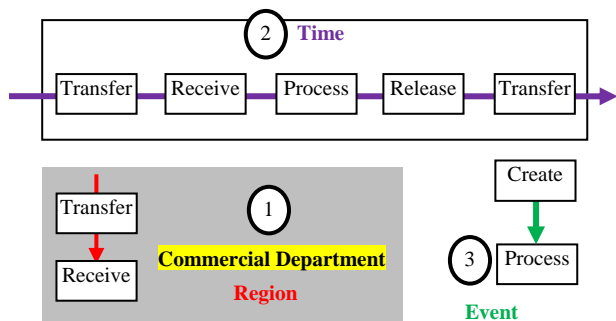 2 Time
Transfer Receive Process Release Transfer
Create
Transfer
1
Commercial Department
3 Process
Receive
Region
Event